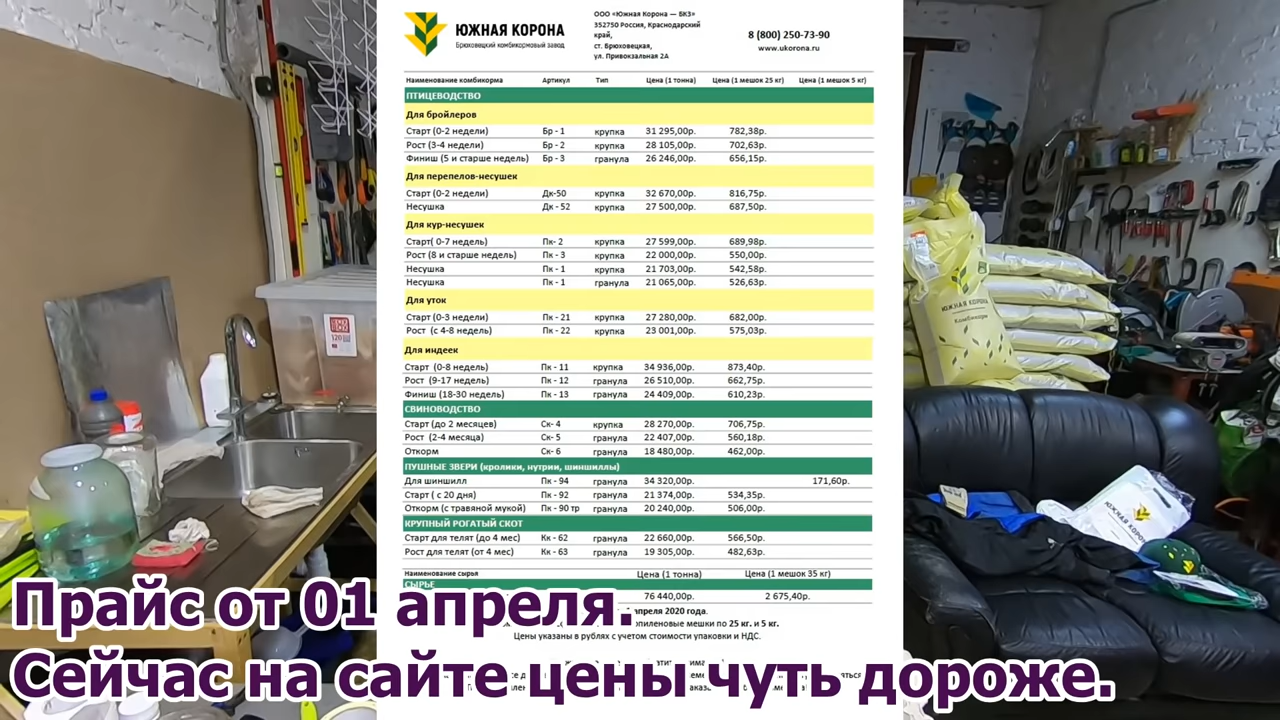 ЮЖНАЯ КОРОНА
Брюховецкий комбикормовый завод
ООО «Южная Корона — БКЗ»
352750 Россия, Краснодарский
край,
ст. Брюховецкая,
ул. Привокзальная 2А
8 (800) 250-73-90
www.ukorona.ru
Наименование комбикорма Артикул Тип Цена (1 тонна) Цена (1 мешок 25 кг) Цена (1 мешок 5 кг)
ПТИЦЕВОДСТВО
Для бройлеров
Старт (0-2 недели) Бр - 1 крупка 31 295,00р. 782,38р.
Рост (3-4 недели) Бр - 2 крупка 28 105,00р. 702,63р.
Финиш (5 и старше недель) Бр - 3 гранула 26 246,00р. 656,15р.
Для перепелов-несушек
Старт (0-2 недели) Дк-50 крупка 32 670,00р. 816,75р.
Несушка Дк - 52 крупка 27 500,00р. 687,50р.
Для кур-несушек
Старт( 0-7 недель) Пк- 2 крупка 27 599,00р. 689,98р.
Рост (8 и старше недель) Пк - 3 крупка 22 000,00р. 550,00р.
Несушка Пк - 1 крупка 21 703,00р. 542,58р.
Несушка Пк - 1 гранула 21 065,00р. 526,63р.
Для уток
Старт (0-3 недели) Пк - 21 крупка 27 280,00р. 682,00р.
Рост (с 4-8 недель) Пк - 22 крупка 23 001,00р. 575,03р.
Для индеек
Старт (0-8 недель) Пк - 11 крупка 34 936,00р. 873,40р.
Рост (9-17 недель) Пк - 12 гранула 26 510,00р. 662,75р.
Финиш (18-30 недель) Пк - 13 гранула 24 409,00р. 610,23р.
СВИНОВОДСТВО
Старт (до 2 месяцев) Ск- 4 крупка 28 270,00р. 706,75р.
Рост (2-4 месяца) Ск- 5 гранула 22 407,00р. 560,18р.
Откорм Ск- 6 гранула 18 480,00р. 462,00р.
ПУШНЫЕ ЗВЕРИ (кролики, нутрии, шиншиллы)
Для шиншилл Пк - 94 гранула 34 320,00р. 171,60р.
Старт ( с 20 дня) Пк - 92 гранула 21 374,00р. 534,35р.
Откорм (с травяной мукой) Пк - 90 тр гранула 20 240,00р. 506,00р.
КРУПНЫЙ РОГАТЫЙ СКОТ
Старт для телят (до 4 мес) Кк - 62 гранула 22 660,00р. 566,50р.
Рост для телят (от 4 мес) Кк - 63 гранула 19 305,00р. 482,63р.
Наименование сырья Цена (1 тонна) Цена (1 мешок 35 кг)
СЫРЬЕ
76 440,00р. 2 675,40р.
апреля 2020 года.
мешки по 25 кг. и 5 кг.
Цены указаны в рублях с учетом стоимости упаковки и НДС.
Прайс от 01 апреля.
Сейчас на сайте цены чуть дороже.
ЮЖНАЯ КОРОНА
Комбикорм
ЮЖНАЯ КОРОНА
120